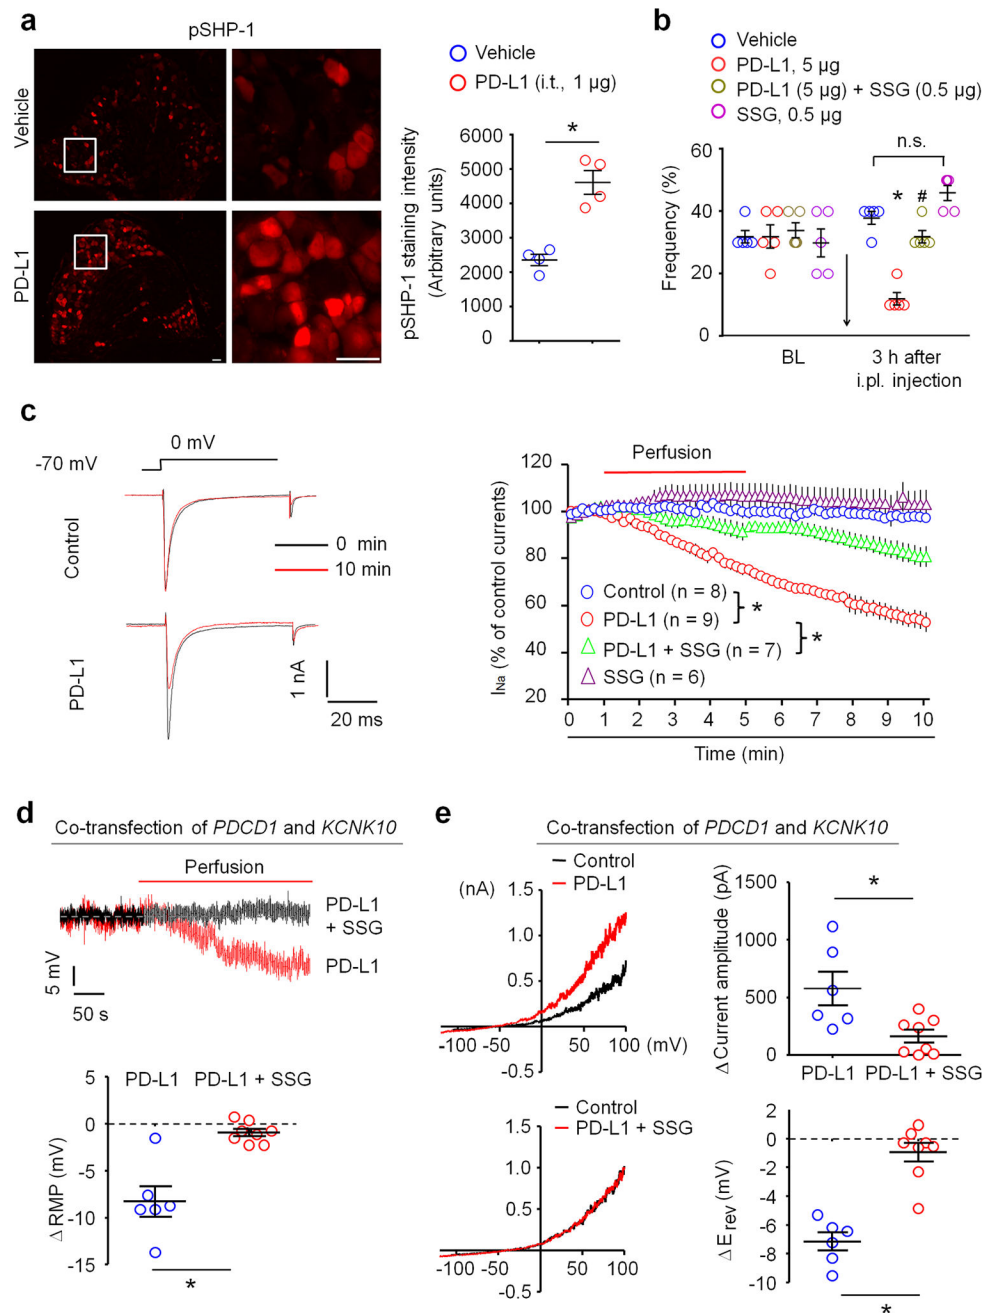 a
pSHP-1
Vehicle
PD-L1
Vehicle
PD-L1 (i.t., 1 µg)
pSHP-1 staining intensity
(Arbitrary units)
6000
5000
4000
3000
2000
1000
0
*
b
Vehicle
PD-L1, 5 µg
PD-L1 (5 µg) + SSG (0.5 µg)
SSG, 0.5 µg
Frequency (%)
60
40
20
0
n.s.
* #
BL
3 h after
i.pl. injection
c
0 mV
-70 mV
Control
0 min
10 min
PD-L1
1 nA
20 ms
Perfusion
INa (% of control currents)
120
100
80
60
40
20
Control (n = 8)
PD-L1 (n = 9)
PD-L1 + SSG (n = 7)
SSG (n = 6)
*
*
0 1 2 3 4 5 6 7 8 9 10
Time (min)
d
Co-transfection of PDCD1 and KCNK10
Perfusion
PD-L1
+ SSG
PD-L1
5 mV
50 s
PD-L1 PD-L1 + SSG
Δ RMP (mV)
5
0
-5
-10
-15
*
e
Co-transfection of PDCD1 and KCNK10
Control
PD-L1
(nA)
1.5
1.0
0.5
-0.5
-100 -50 50 100 (mV)
Control
PD-L1 + SSG
1.5
1.0
0.5
-0.5
-100 -50 50 100
Δ Current amplitude (pA)
1500
1000
500
0
*
PD-L1 PD-L1 + SSG
Δ Erev (mV)
2
0
-2
-4
-6
-8
-10
*